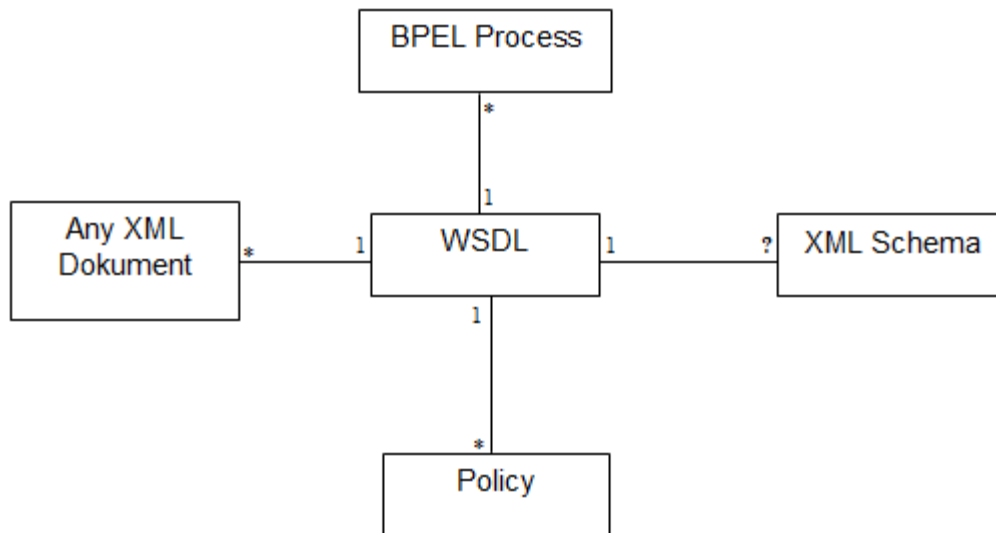 BPEL Process
*
1
Any XML
Dokument
*
1
WSDL
1
?
XML Schema
1
*
Policy